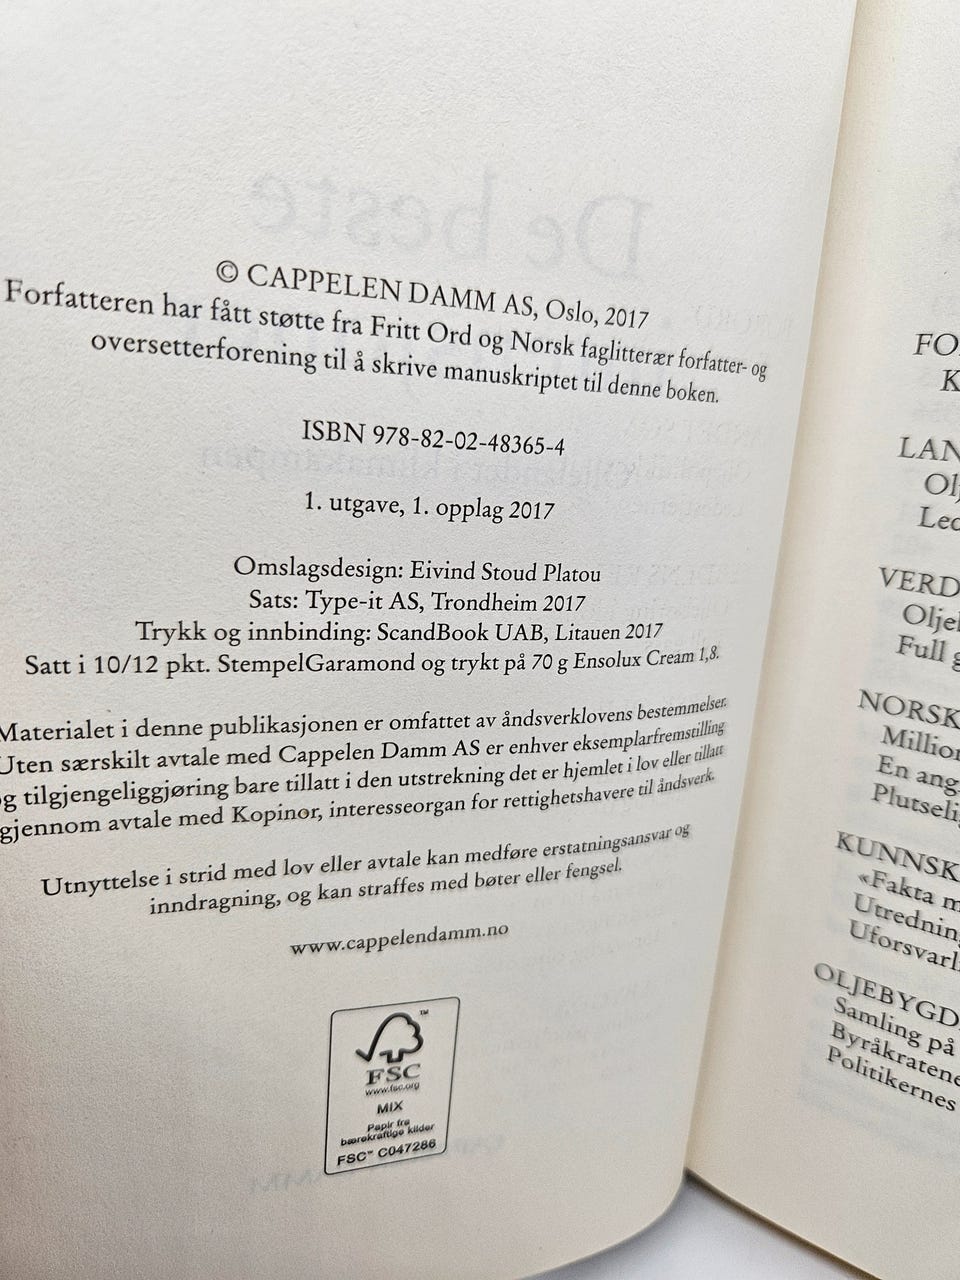 © CAPPELEN DAMM AS, Oslo, 2017
Forfatteren har fått støtte fra Fritt Ord og Norsk faglitterær forfatter- og
oversetterforening til å skrive manuskriptet til denne boken.
ISBN 978-82-02-48365-4
1. utgave, 1. opplag 2017
Omslagsdesign: Eivind Stoud Platou
Sats: Type-it AS, Trondheim 2017
Trykk og innbinding: ScandBook UAB, Litauen 2017
Satt i 10/12 pkt. StempelGaramond og trykt på 70 g Ensolux Cream 1,8.
Materialet i denne publikasjonen er omfattet av åndsverklovens bestemmelser.
Uten særskilt avtale med Cappelen Damm AS er enhver eksemplarfremstilling
og tilgjengeliggjøring bare tillatt i den utstrekning det er hjemlet i lov eller tillatt
gjennom avtale med Kopinor, interesseorgan for rettighetshavere til åndsverk.
Utnyttelse i strid med lov eller avtale kan medføre erstatningsansvar og
inndragning, og kan straffes med bøter eller fengsel.
www.cappelendamm.no
FSC
www.fsc.org
MIX
Papir fra
bærekraftige kilder
FSC™ C047286
FO
K
LAN
Olj
Led
VERD
Oljel
Full g
NORSK
Million
En ang
Plutselig
KUNNSK
«Fakta m
Utredning
Uforsvarli
OLJEBYGD
Samling på
Byråkratene
Politikernes